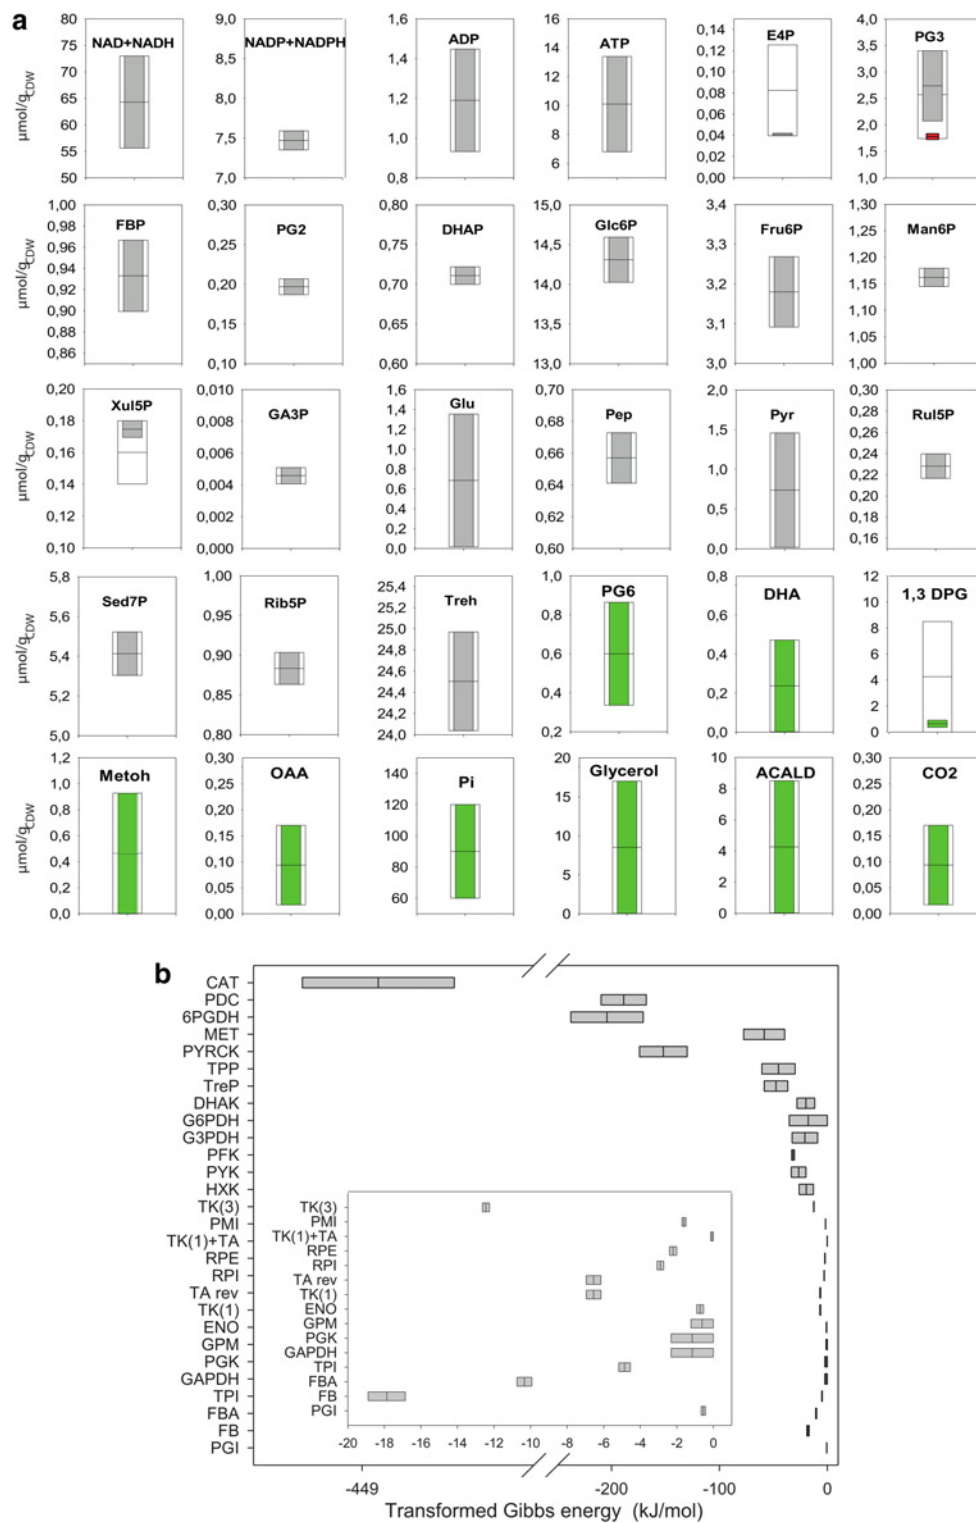 a
NAD+NADH
NADP+NADPH
ADP
ATP
E4P
PG3
µmol/gCDW
80
75
70
65
60
55
50
9,0
8,5
8,0
7,5
7,0
1,6
1,4
1,2
1,0
0,8
16
14
12
10
8
6
0,14
0,12
0,10
0,08
0,06
0,04
0,02
0,00
4,0
3,5
3,0
2,5
2,0
1,5
1,0
FBP
PG2
DHAP
Glc6P
Fru6P
Man6P
µmol/gCDW
1,00
0,98
0,96
0,94
0,92
0,90
0,88
0,86
0,30
0,25
0,20
0,15
0,10
0,80
0,75
0,70
0,65
0,60
15,0
14,5
14,0
13,5
13,0
3,4
3,3
3,2
3,1
3,0
1,30
1,25
1,20
1,15
1,10
1,05
1,00
Xul5P
GA3P
Glu
Pep
Pyr
Rul5P
µmol/gCDW
0,20
0,18
0,16
0,14
0,12
0,10
0,010
0,008
0,006
0,004
0,002
0,000
1,6
1,4
1,2
1,0
0,8
0,6
0,4
0,2
0,0
0,70
0,68
0,66
0,64
0,62
0,60
2,0
1,5
1,0
0,5
0,0
0,30
0,28
0,26
0,24
0,22
0,20
0,18
0,16
Sed7P
Rib5P
Treh
PG6
DHA
1,3 DPG
µmol/gCDW
5,8
5,6
5,4
5,2
5,0
1,00
0,95
0,90
0,85
0,80
25,4
25,2
25,0
24,8
24,6
24,4
24,2
24,0
1,0
0,8
0,6
0,4
0,2
0,8
0,6
0,4
0,2
0,0
12
10
8
6
4
2
0
Metoh
OAA
Pi
Glycerol
ACALD
CO2
µmol/gCDW
1,2
1,0
0,8
0,6
0,4
0,2
0,0
0,30
0,25
0,20
0,15
0,10
0,05
0,00
140
120
100
80
60
20
15
10
5
0
10
8
6
4
2
0
0,30
0,25
0,20
0,15
0,10
0,05
0,00
b
CAT
PDC
6PGDH
MET
PYRCK
TPP
TreP
DHAK
G6PDH
G3PDH
PFK
PYK
HXK
TK(3)
PMI
TK(1)+TA
RPE
RPI
TA rev
TK(1)
ENO
GPM
PGK
GAPDH
TPI
FBA
FB
PGI
TK(3)
PMI
TK(1)+TA
RPE
RPI
TA rev
TK(1)
ENO
GPM
PGK
GAPDH
TPI
FBA
FB
PGI
-20 -18 -16 -14 -12 -10 -8 -6 -4 -2 0
-449 -200 -100 0
Transformed Gibbs energy (kJ/mol)